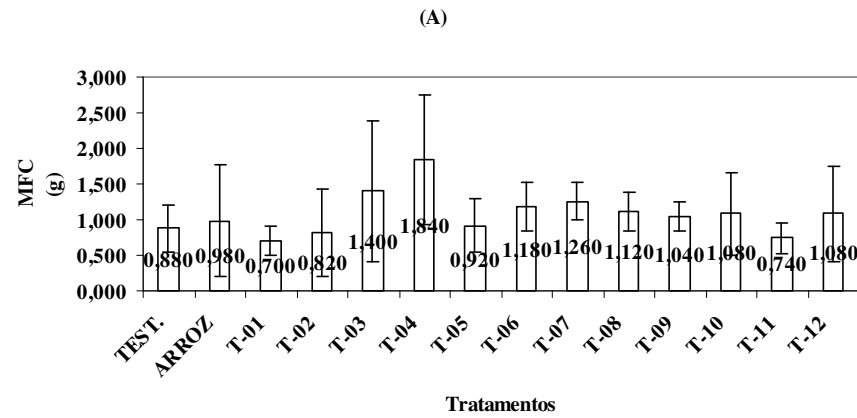 (A)
3,000
2,500
2,000
1,500
1,000
0,500
0,000
MFC
(g)
0,880
0,980
0,700
0,820
1,400
1,840
0,920
1,180
1,260
1,120
1,040
1,080
0,740
1,080
TEST.
ARROZ
T-01
T-02
T-03
T-04
T-05
T-06
T-07
T-08
T-09
T-10
T-11
T-12
Tratamentos